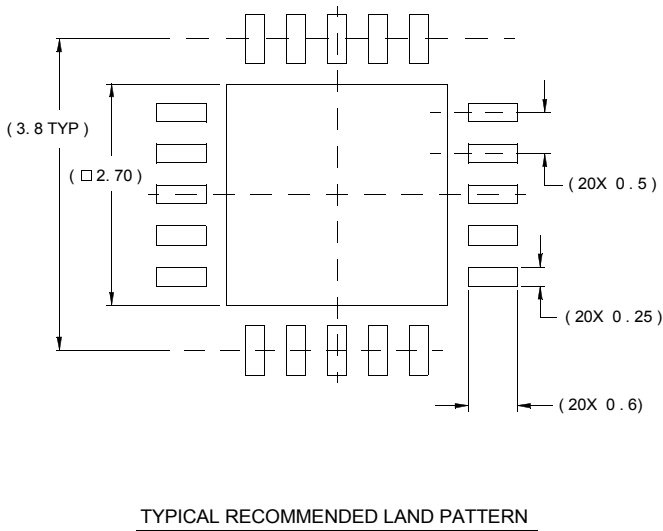 ( 3. 8 TYP )
( □ 2. 70 )
( 20X 0 . 5 )
( 20X 0 . 25 )
( 20X 0 . 6)
TYPICAL RECOMMENDED LAND PATTERN